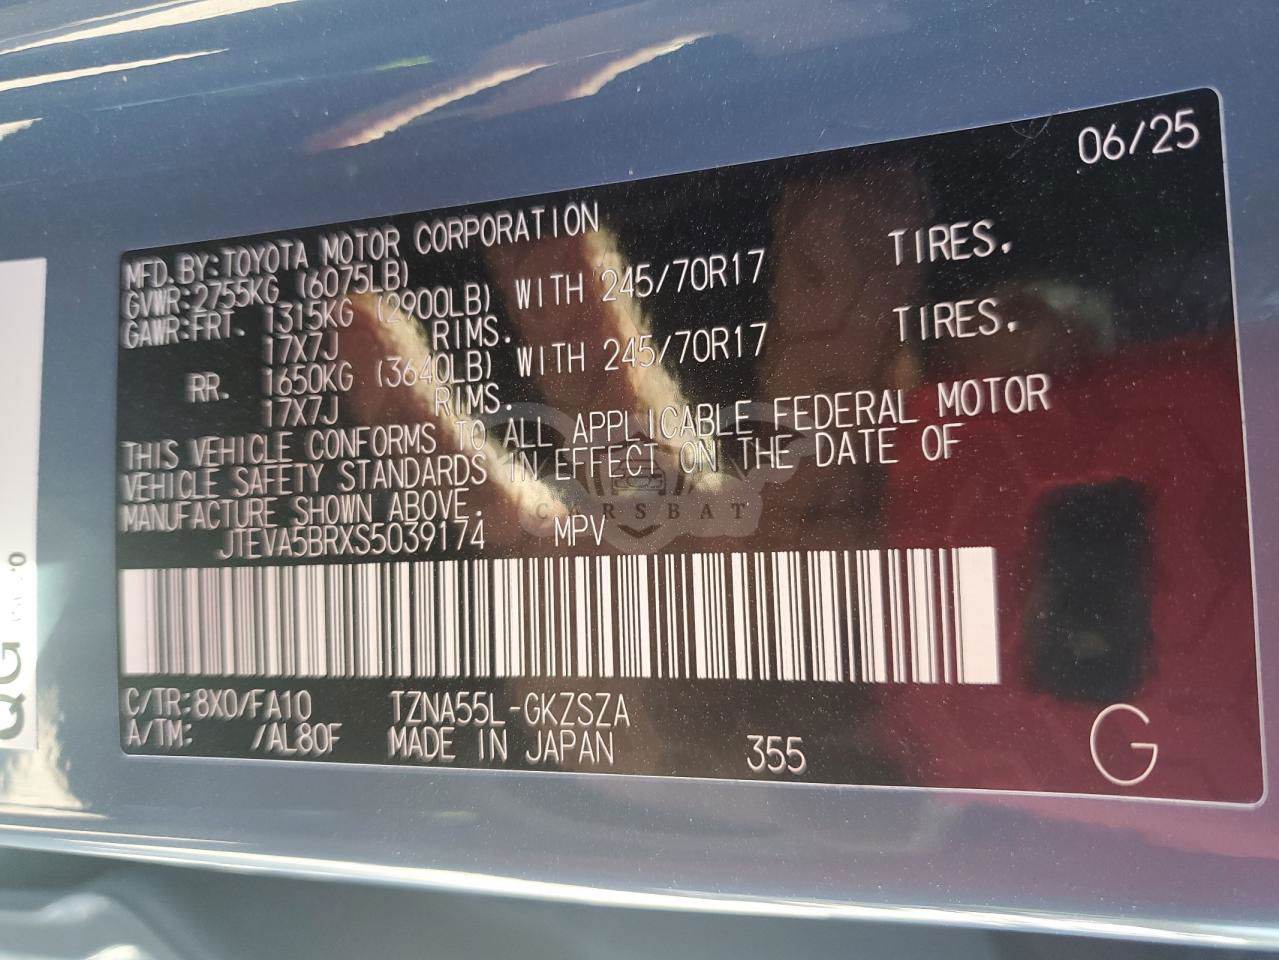 06/25
MFD.BY:TOYOTA MOTOR CORPORATION
GVWR:2755KG (6075LB)
GAWR:FRT. 1315KG (2900LB) WITH 245/70R17 TIRES.
17X7J RIMS.
RR. 1650KG (3640LB) WITH 245/70R17 TIRES.
17X7J RIMS.
THIS VEHICLE CONFORMS TO ALL APPLICABLE FEDERAL MOTOR
VEHICLE SAFETY STANDARDS IN EFFECT ON THE DATE OF
MANUFACTURE SHOWN ABOVE.
CARSBAT
JTEVA5BRXS5039174 MPV
C/TR:8X0/FA10 TZNA55L-GKZSZA
A/TM: /AL80F MADE IN JAPAN 355 G
QG